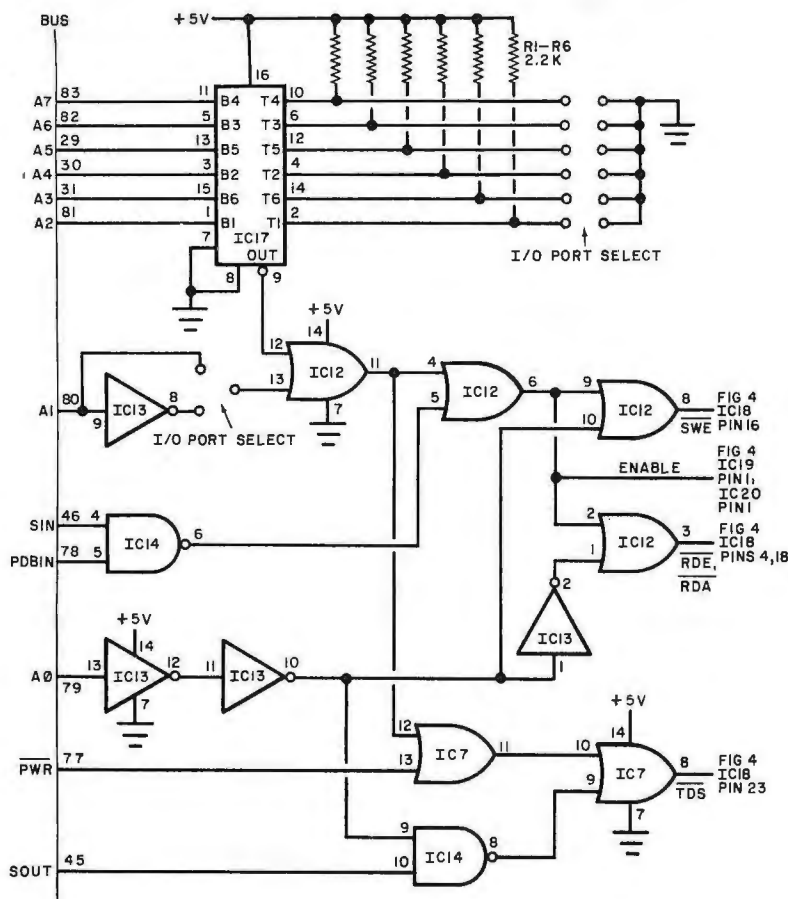 BUS
+5V
R1-R6
2.2K
16
A7 83 11 B4 T4 10
A6 82 5 B3 T3 6
A5 29 13 B5 T5 12
A4 30 3 B2 T2 4
A3 31 15 B6 T6 14
A2 81 1 B1 T1 2
7 IC17
OUT
8 9
I/O PORT SELECT
+5V
14
12
13 IC12 11
7
4
5 IC12 6
9
10 IC12 8
SWE
FIG 4
IC18
PIN16
A1 80 9 IC13 8
I/O PORT SELECT
ENABLE
FIG 4
IC19
PIN1,
IC20
PIN1
SIN 46 4
PDBIN 78 5 IC14 6
2
1 IC12 3
RDE,
RDA
FIG 4
IC18
PINS 4,18
2
IC13
1
+5V
14
A0 79 13 IC13 12 11 IC13 10
7
PWR 77
12
13 IC7 11
+5V
14
10
9 IC7 8
7
TDS
FIG 4
IC18
PIN 23
SOUT 45
9
10 IC14 8